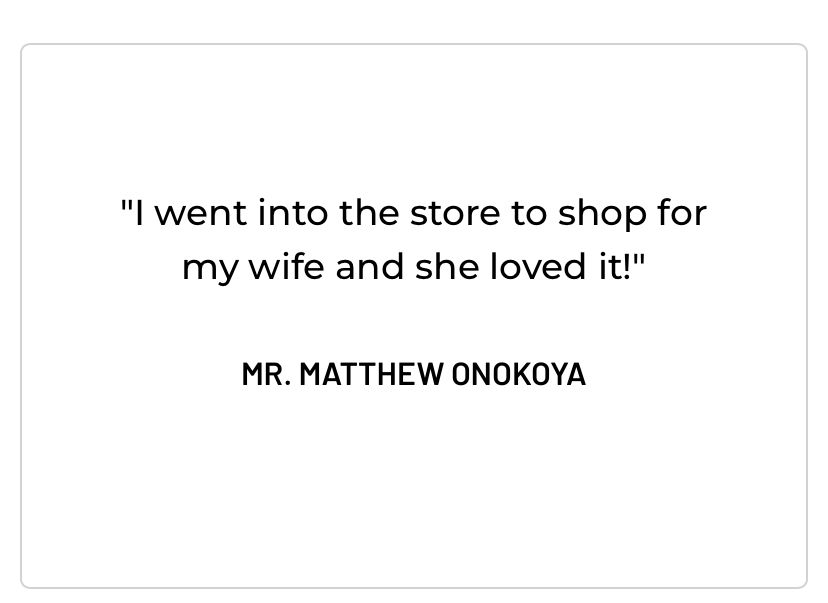 "I went into the store to shop for
my wife and she loved it!"
MR. MATTHEW ONOKOYA